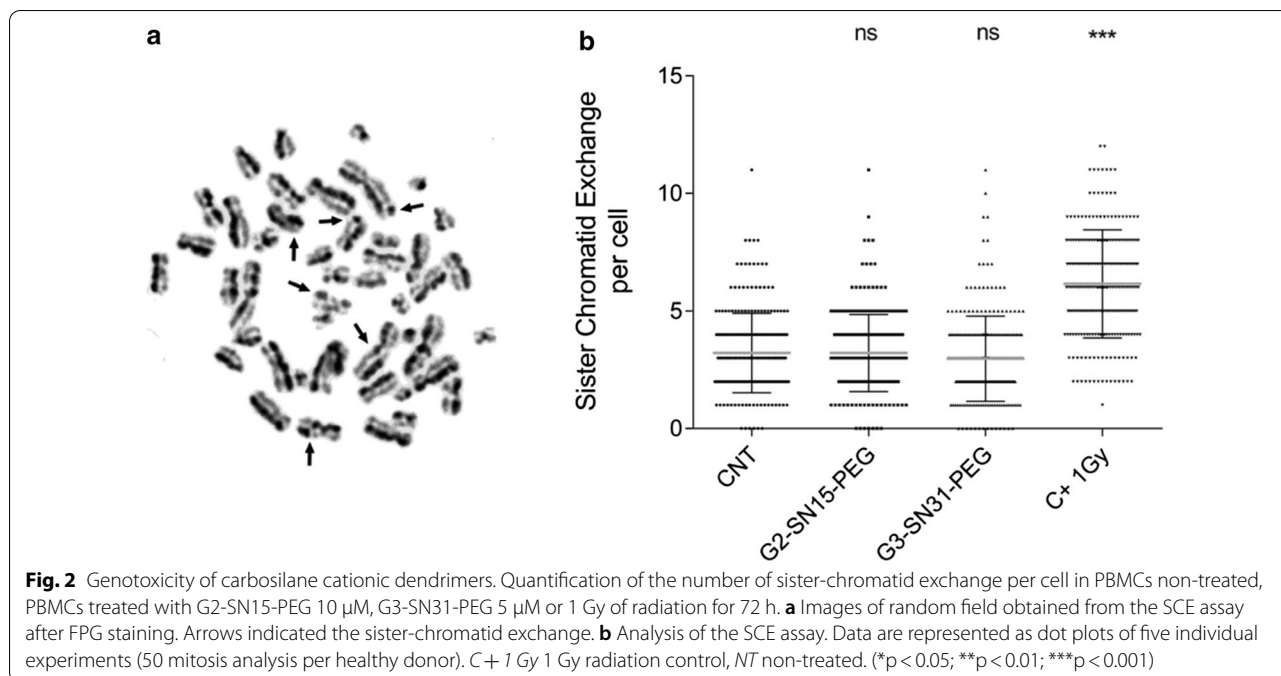 a
b
ns ns ***
15
10
5
0
Sister Chromatid Exchange
per cell
CNT
G2-SN15-PEG
G3-SN31-PEG
C+ 1Gy
Fig. 2 Genotoxicity of carbosilane cationic dendrimers. Quantification of the number of sister-chromatid exchange per cell in PBMCs non-treated,
PBMCs treated with G2-SN15-PEG 10 μM, G3-SN31-PEG 5 μM or 1 Gy of radiation for 72 h. a Images of random field obtained from the SCE assay
after FPG staining. Arrows indicated the sister-chromatid exchange. b Analysis of the SCE assay. Data are represented as dot plots of five individual
experiments (50 mitosis analysis per healthy donor). C + 1 Gy 1 Gy radiation control, NT non-treated. (*p < 0.05; **p < 0.01; ***p < 0.001)